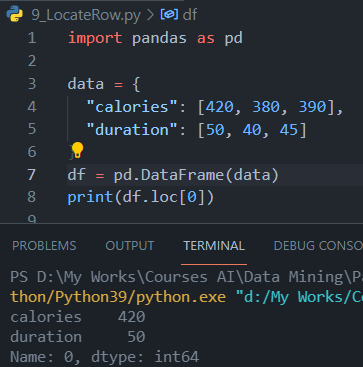 9_LocateRow.py > df
1 import pandas as pd
2
3 data = {
4   "calories": [420, 380, 390],
5   "duration": [50, 40, 45]
6 }
7 df = pd.DataFrame(data)
8 print(df.loc[0])
9
PROBLEMS OUTPUT TERMINAL DEBUG CONSO
PS D:\My Works\Courses AI\Data Mining\Pa
thon/Python39/python.exe "d:/My Works/Co
calories    420
duration     50
Name: 0, dtype: int64